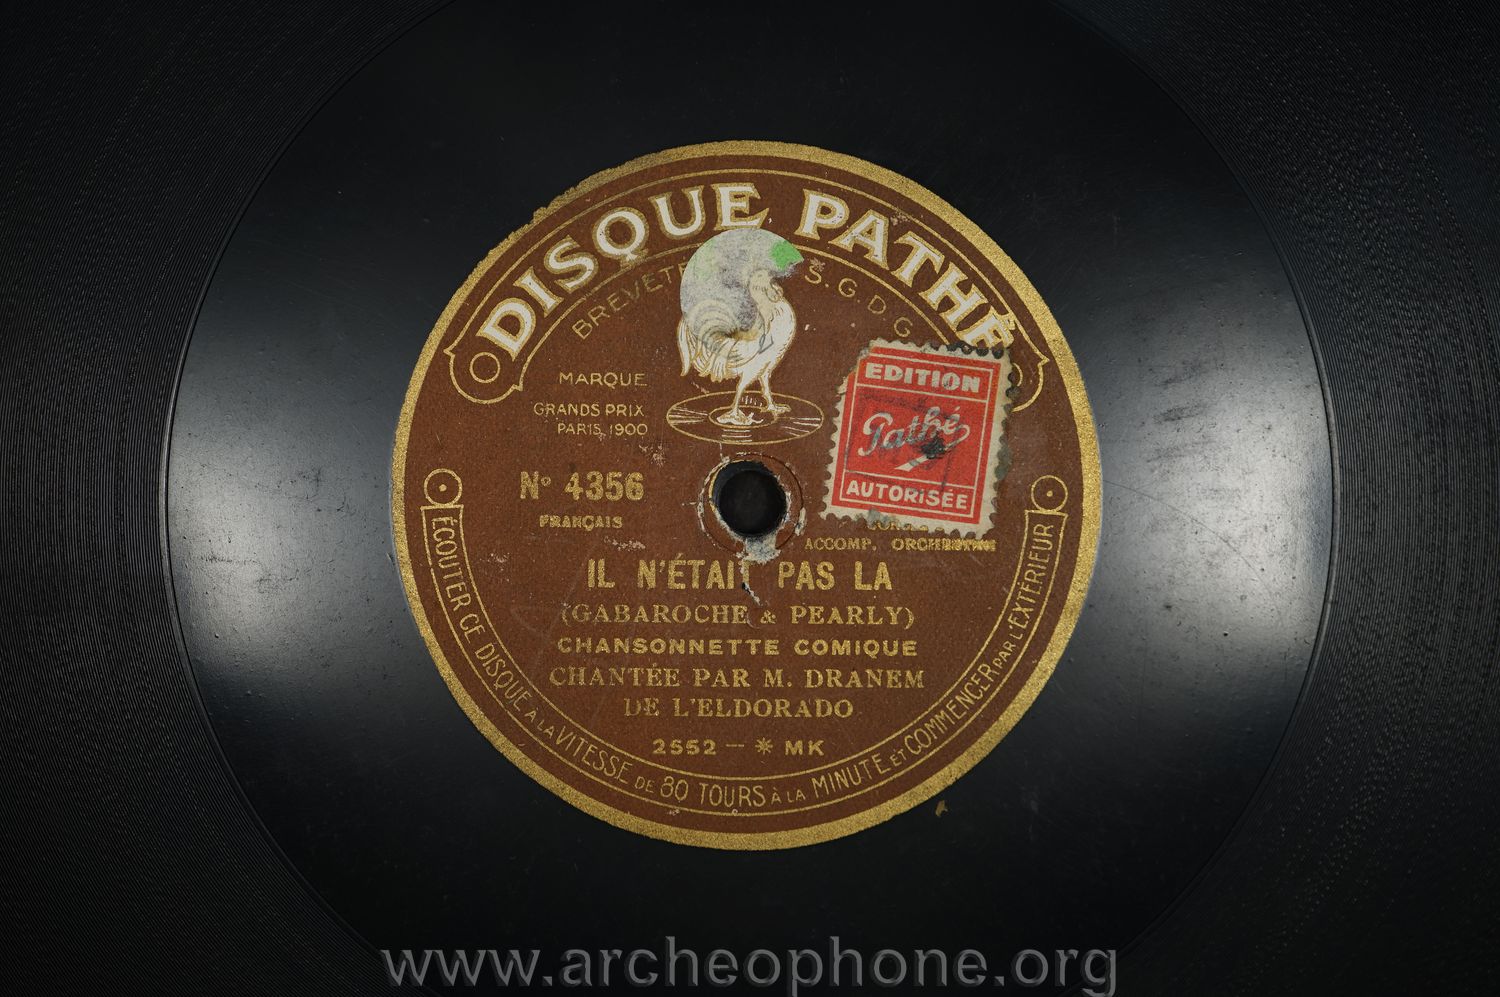 DISQUE PATHÉ
BREVETÉ S.G.D.G.
MARQUE
GRANDS PRIX
PARIS, 1900
EDITION
Pathé
AUTORISÉE
Nº 4356
FRANÇAIS
ACCOMP. ORCHESTRE
IL N'ÉTAIT PAS LA
(GABAROCHE & PEARLY)
CHANSONNETTE COMIQUE
CHANTÉE PAR M. DRANEM
DE L'ELDORADO
2552 — ✳ MK
ÉCOUTER CE DISQUE À LA VITESSE DE 80 TOURS À LA MINUTE ET COMMENCER PAR L'EXTÉRIEUR
www.archeophone.org